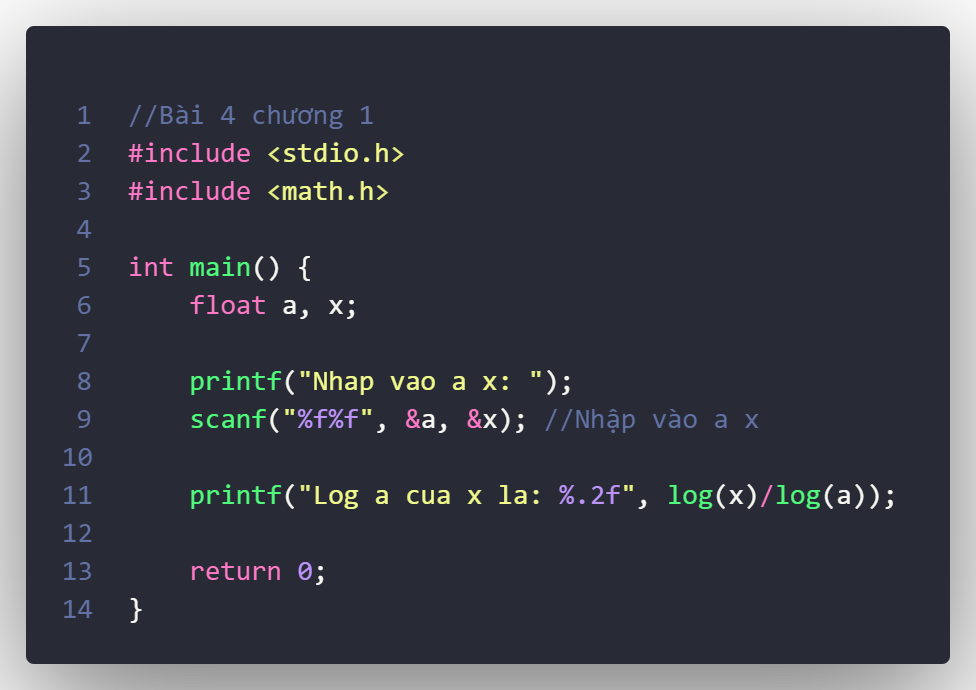 1 //Bài 4 chương 1
2 #include <stdio.h>
3 #include <math.h>
4
5 int main() {
6     float a, x;
7
8     printf("Nhap vao a x: ");
9     scanf("%f%f", &a, &x); //Nhập vào a x
10
11     printf("Log a cua x la: %.2f", log(x)/log(a));
12
13     return 0;
14 }